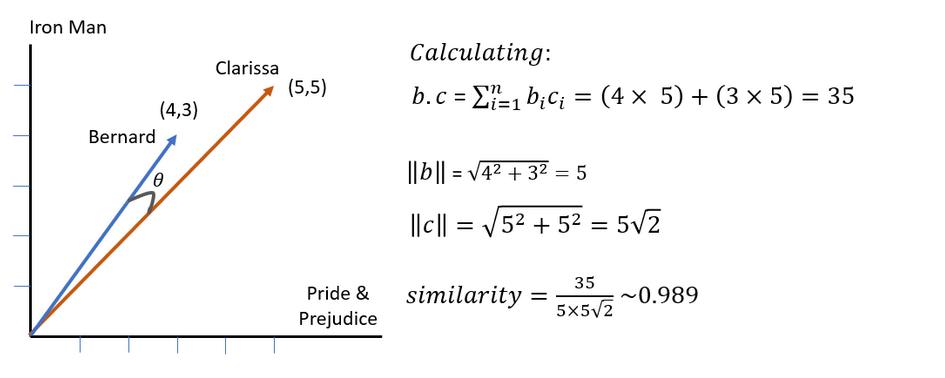 Iron Man
Clarissa
(5,5)
(4,3)
Bernard
θ
Pride &
Prejudice
Calculating:
b.c = ∑ⁿᵢ₌₁ bᵢcᵢ = (4 × 5) + (3 × 5) = 35
‖b‖ = √(4² + 3²) = 5
‖c‖ = √(5² + 5²) = 5√2
similarity = 35/(5×5√2) ~0.989